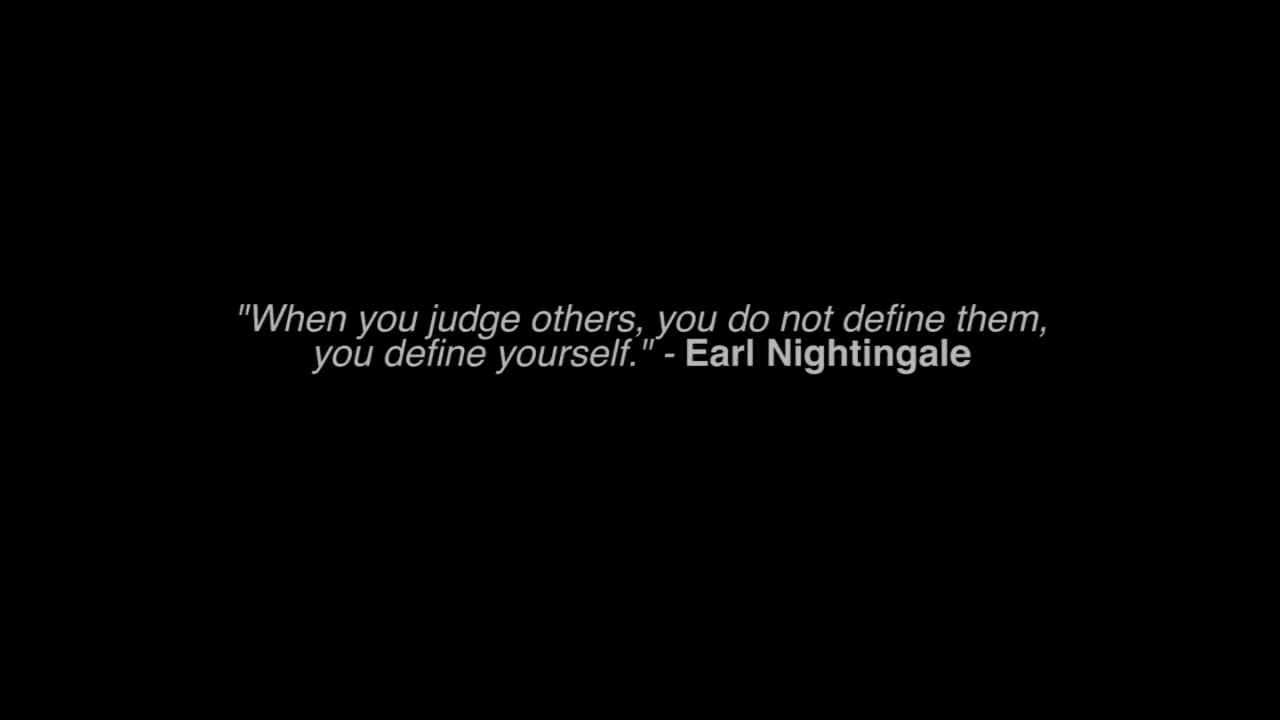 "When you judge others, you do not define them,
you define yourself." - Earl Nightingale